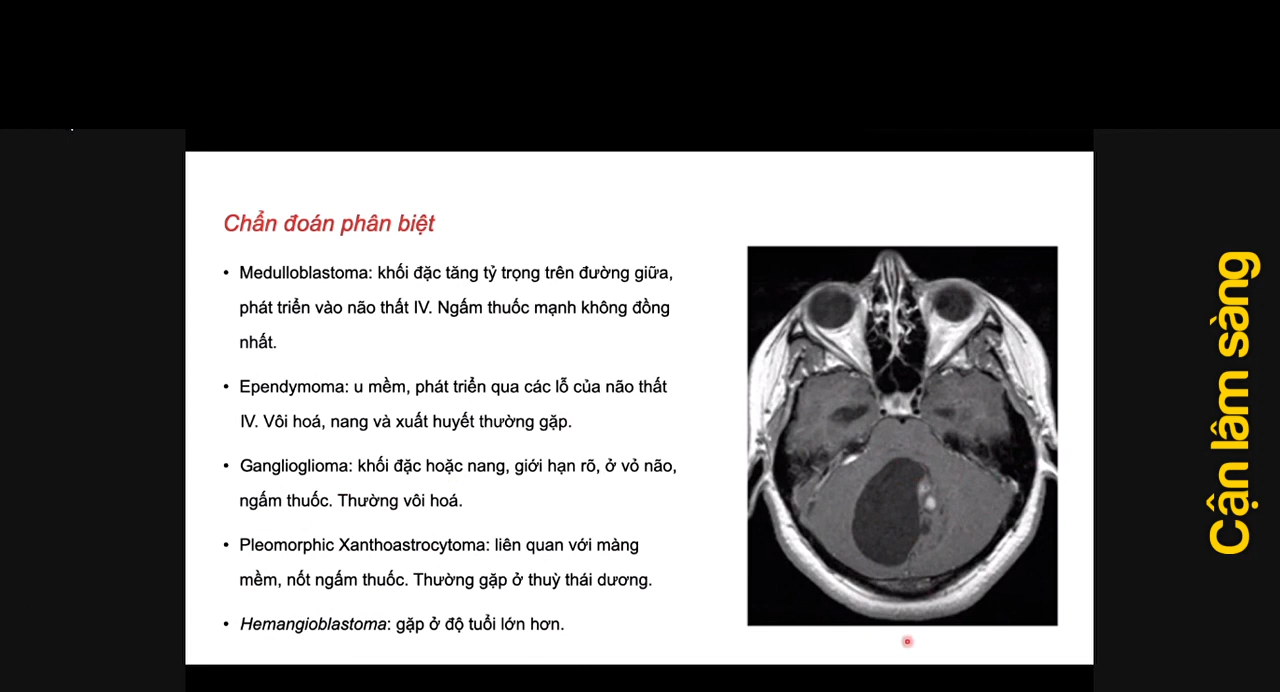 Chẩn đoán phân biệt
• Medulloblastoma: khối đặc tăng tỷ trọng trên đường giữa,
phát triển vào não thất IV. Ngấm thuốc mạnh không đồng
nhất.
• Ependymoma: u mềm, phát triển qua các lỗ của não thất
IV. Vôi hoá, nang và xuất huyết thường gặp.
• Ganglioglioma: khối đặc hoặc nang, giới hạn rõ, ở vỏ não,
ngấm thuốc. Thường vôi hoá.
• Pleomorphic Xanthoastrocytoma: liên quan với màng
mềm, nốt ngấm thuốc. Thường gặp ở thuỳ thái dương.
• Hemangioblastoma: gặp ở độ tuổi lớn hơn.
Cận lâm sàng